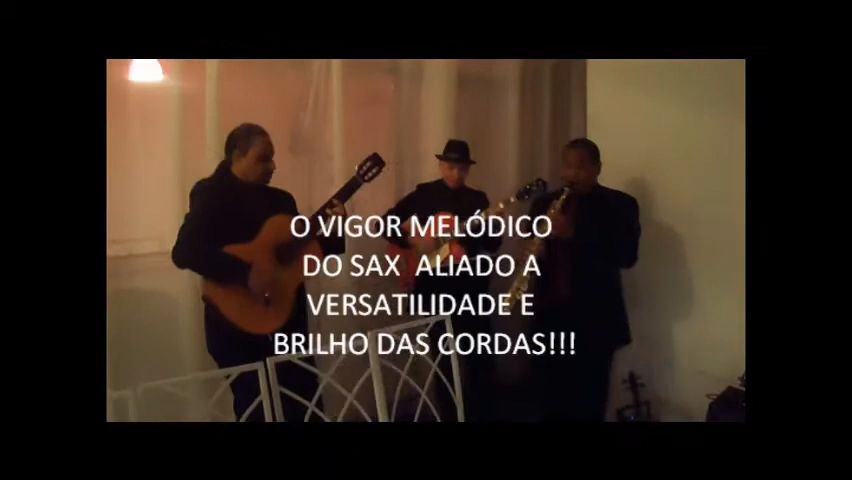 O VIGOR MELÓDICO
DO SAX  ALIADO A
VERSATILIDADE E
BRILHO DAS CORDAS!!!